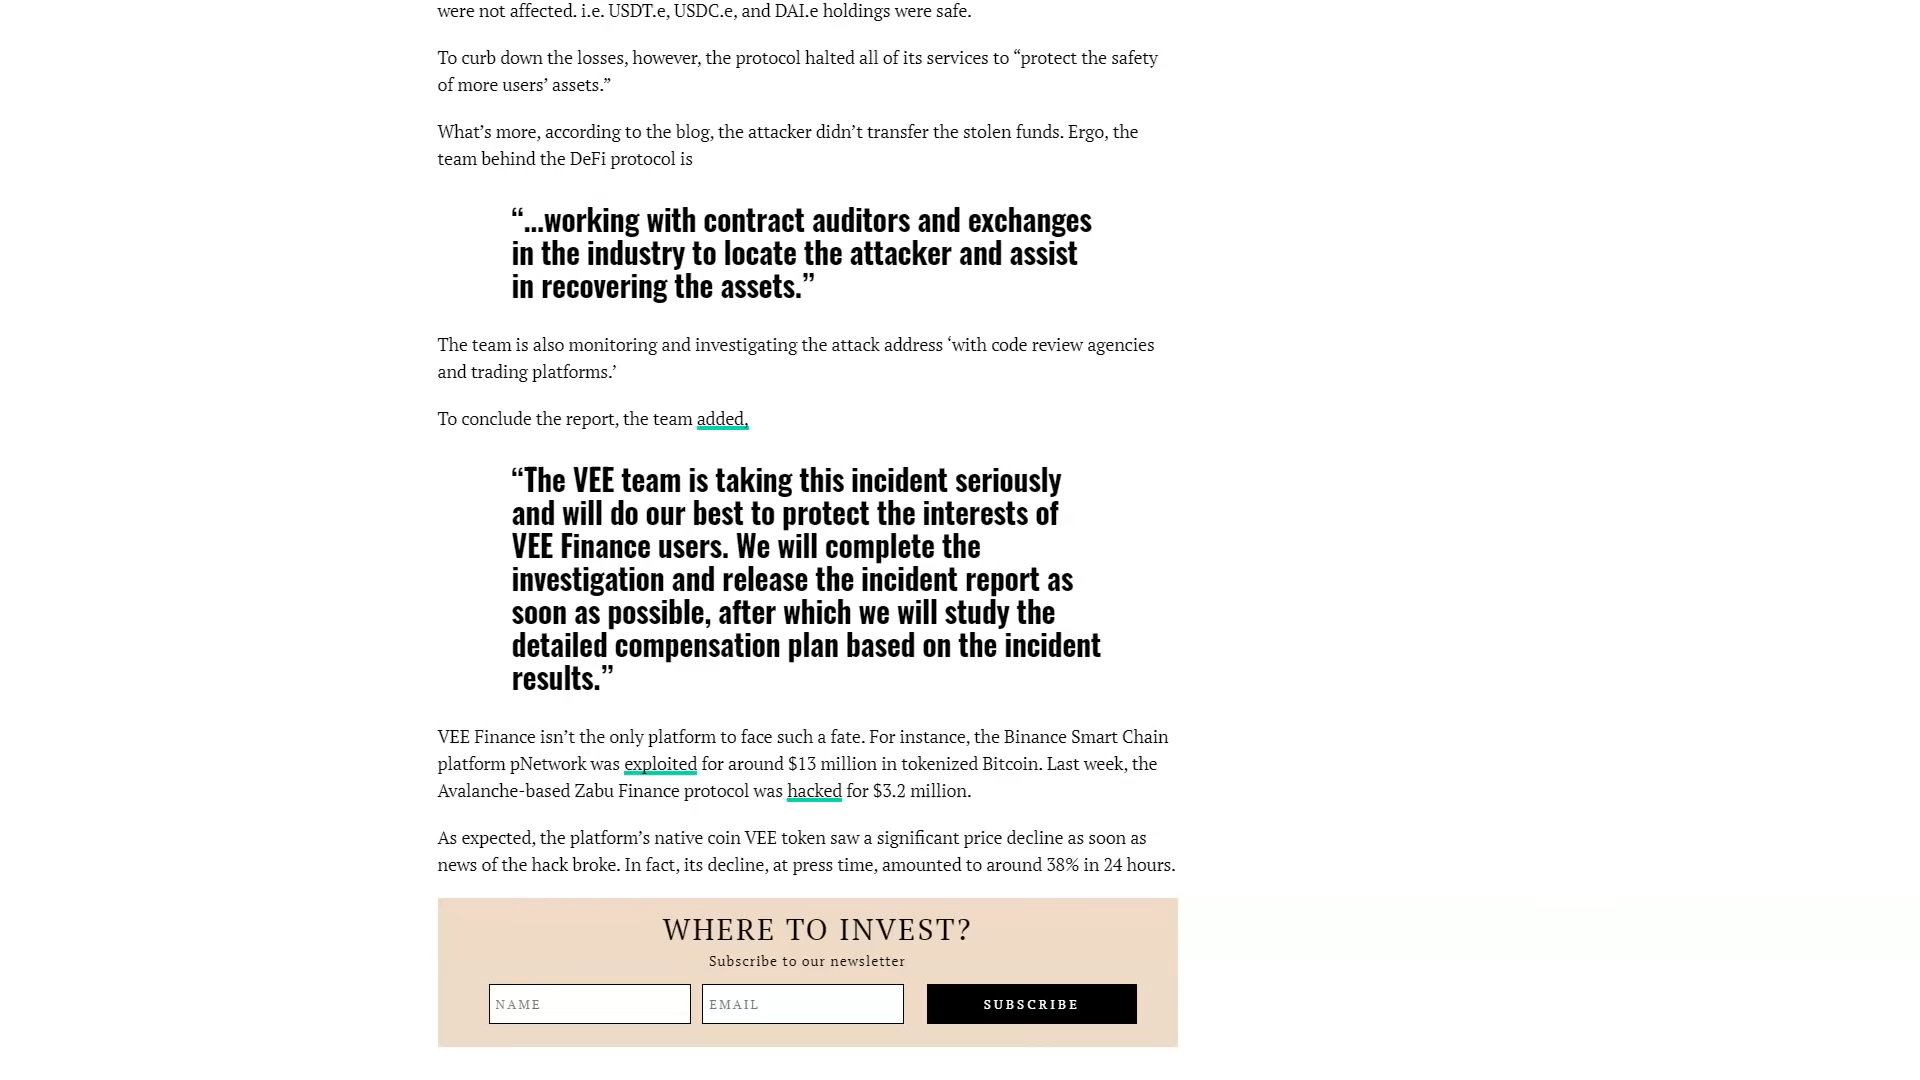 were not affected. i.e. USDT.e, USDC.e, and DAI.e holdings were safe.
To curb down the losses, however, the protocol halted all of its services to “protect the safety
of more users’ assets.”
What’s more, according to the blog, the attacker didn’t transfer the stolen funds. Ergo, the
team behind the DeFi protocol is
“…working with contract auditors and exchanges
in the industry to locate the attacker and assist
in recovering the assets.”
The team is also monitoring and investigating the attack address ‘with code review agencies
and trading platforms.’
To conclude the report, the team added,
“The VEE team is taking this incident seriously
and will do our best to protect the interests of
VEE Finance users. We will complete the
investigation and release the incident report as
soon as possible, after which we will study the
detailed compensation plan based on the incident
results.”
VEE Finance isn’t the only platform to face such a fate. For instance, the Binance Smart Chain
platform pNetwork was exploited for around $13 million in tokenized Bitcoin. Last week, the
Avalanche-based Zabu Finance protocol was hacked for $3.2 million.
As expected, the platform’s native coin VEE token saw a significant price decline as soon as
news of the hack broke. In fact, its decline, at press time, amounted to around 38% in 24 hours.
WHERE TO INVEST?
Subscribe to our newsletter
NAME EMAIL SUBSCRIBE